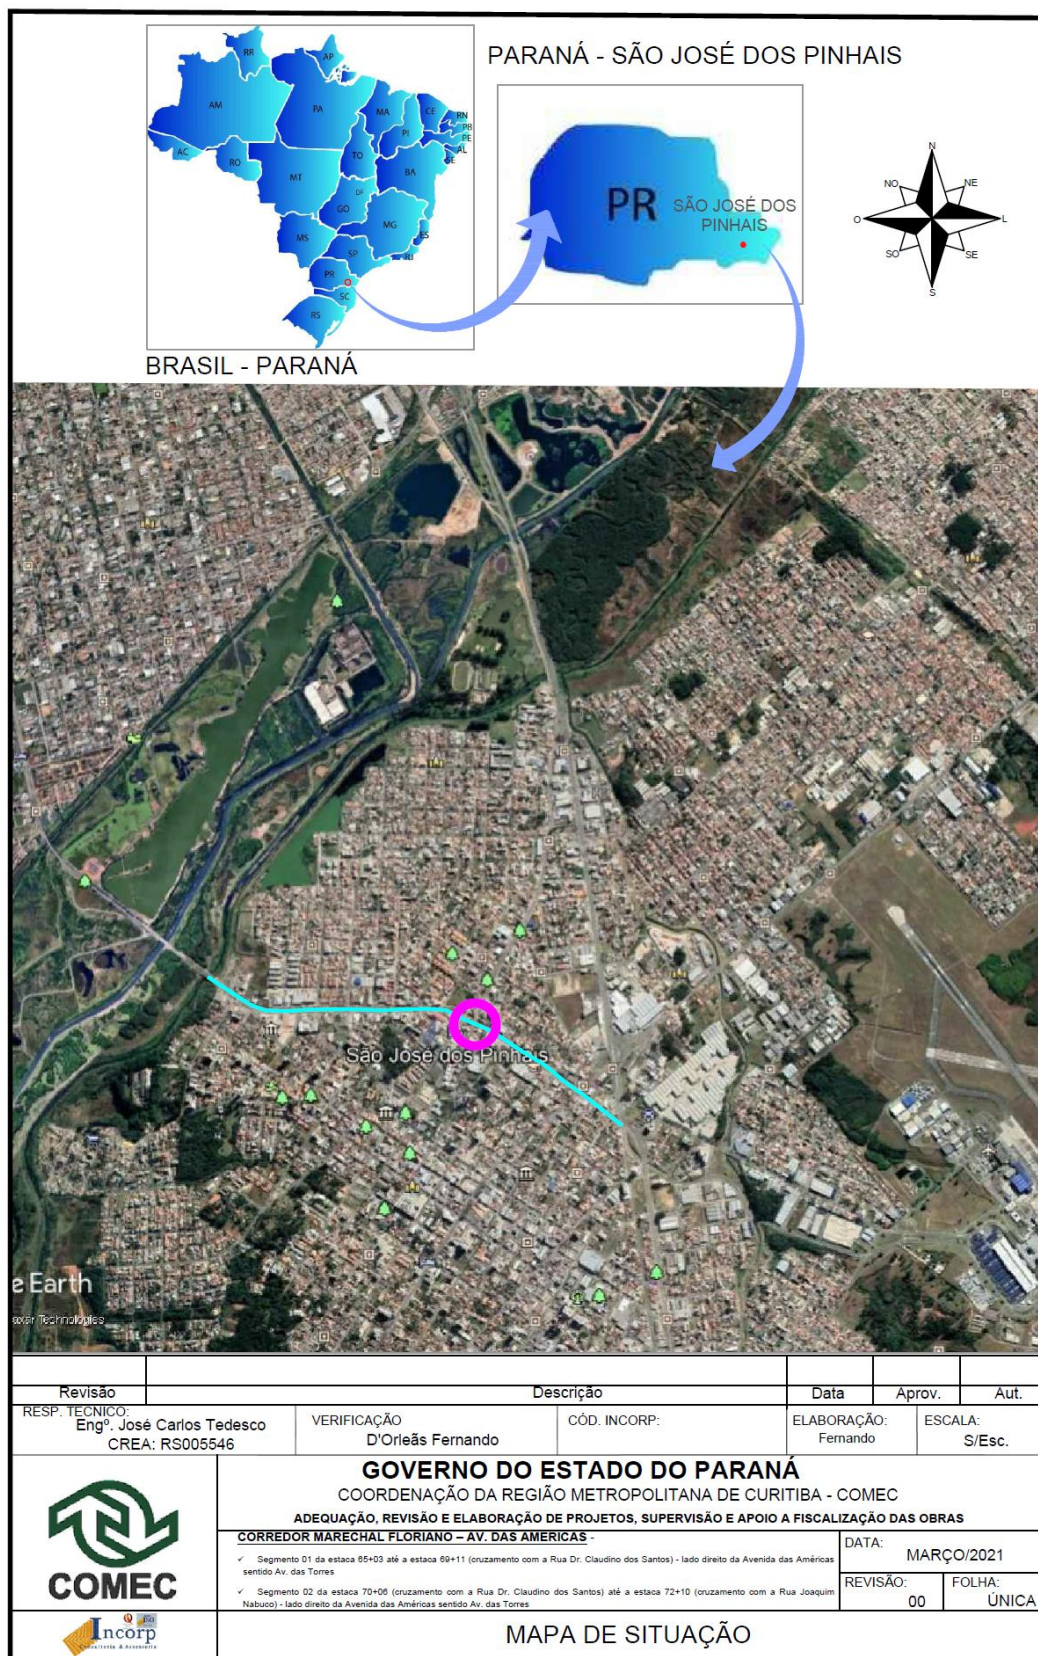 PARANÁ - SÃO JOSÉ DOS PINHAIS
RR
AP
AM
PA
MA
CE
RN
PB
PE
AL
SE
PI
AC
RO
TO
BA
MT
DF
GO
MG
ES
MS
SP
RJ
PR
SC
RS
BRASIL - PARANÁ
PR
SÃO JOSÉ DOS
PINHAIS
N
NO
NE
O
L
SO
SE
S
São José dos Pinhais
e Earth
axar Technologies
Revisão
Descrição
Data
Aprov.
Aut.
RESP. TECNICO:
Engº. José Carlos Tedesco
CREA: RS005546
VERIFICAÇÃO
D'Orleãs Fernando
CÓD. INCORP:
ELABORAÇÃO:
Fernando
ESCALA:
S/Esc.
COMEC
GOVERNO DO ESTADO DO PARANÁ
COORDENAÇÃO DA REGIÃO METROPOLITANA DE CURITIBA - COMEC
ADEQUAÇÃO, REVISÃO E ELABORAÇÃO DE PROJETOS, SUPERVISÃO E APOIO A FISCALIZAÇÃO DAS OBRAS
CORREDOR MARECHAL FLORIANO – AV. DAS AMERICAS -
✓ Segmento 01 da estaca 65+03 até a estaca 69+11 (cruzamento com a Rua Dr. Claudino dos Santos) - lado direito da Avenida das Américas
sentido Av. das Torres
✓ Segmento 02 da estaca 70+06 (cruzamento com a Rua Dr. Claudino dos Santos) até a estaca 72+10 (cruzamento com a Rua Joaquim
Nabuco) - lado direito da Avenida das Américas sentido Av. das Torres
DATA:
MARÇO/2021
REVISÃO:
00
FOLHA:
ÚNICA
Incorp
Consultoria & Assessoria
MAPA DE SITUAÇÃO